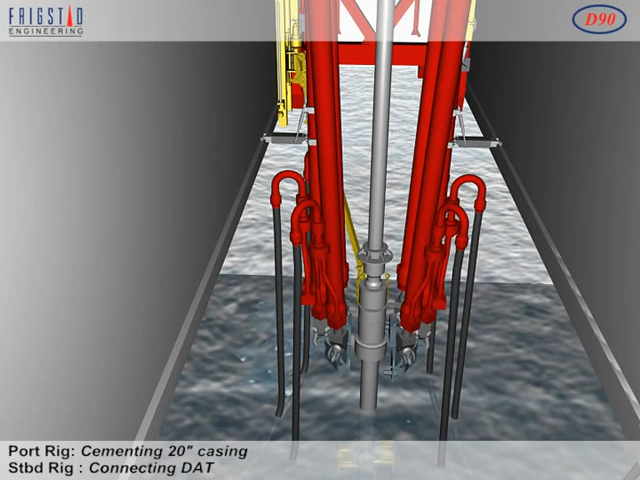 FRIGSTAD
ENGINEERING
D90
Port Rig: Cementing 20" casing
Stbd Rig : Connecting DAT